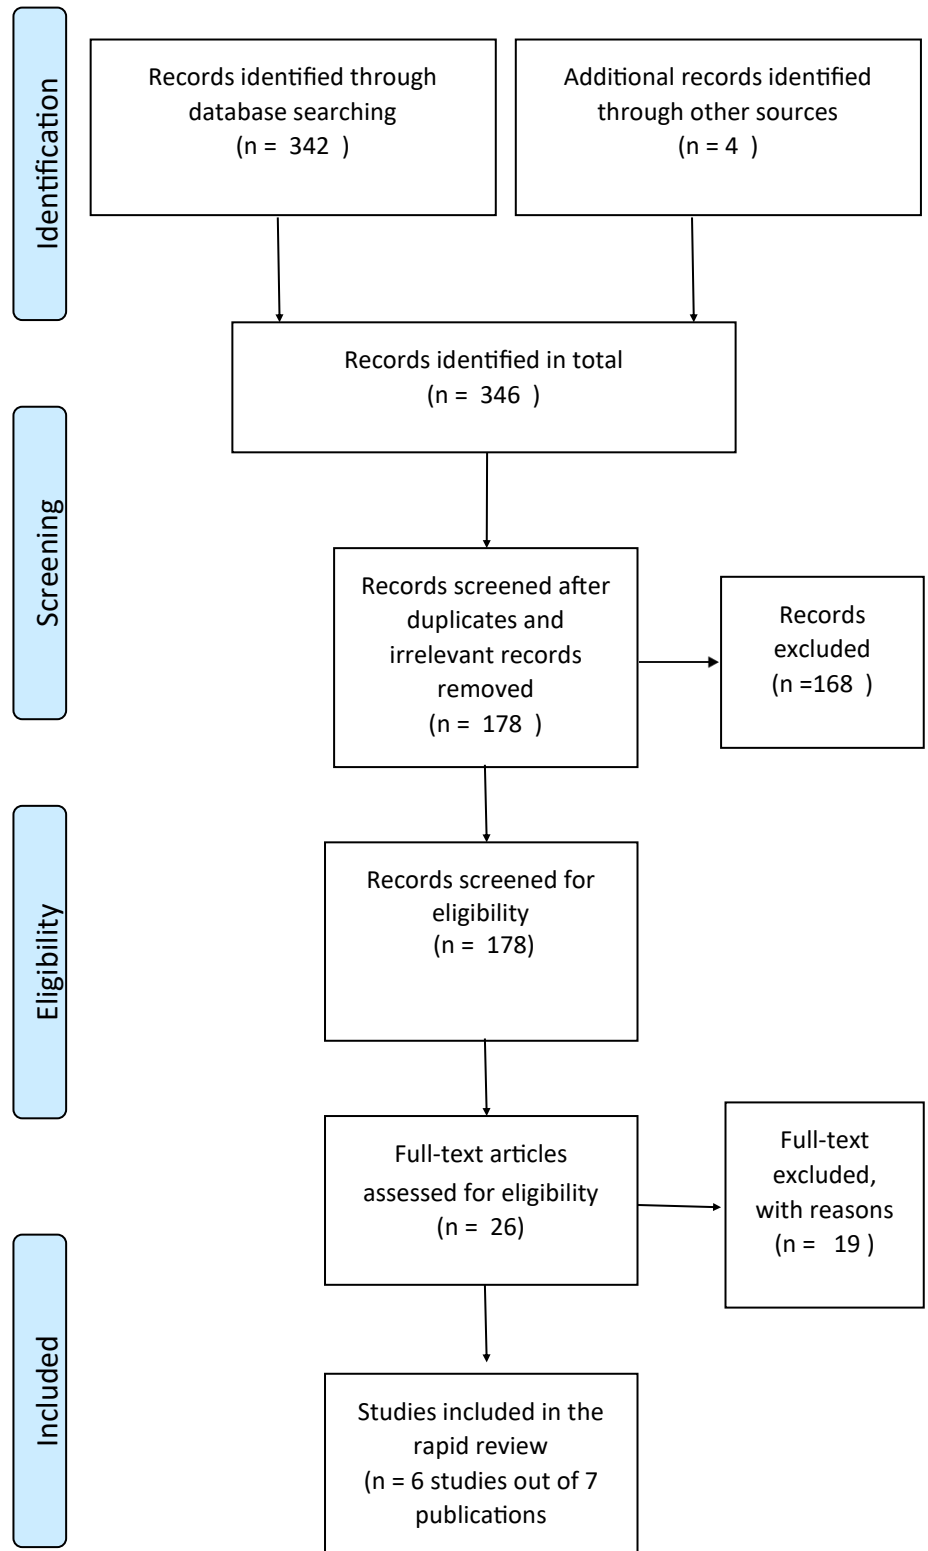 Identification
Records identified through
database searching
(n = 342 )
Additional records identified
through other sources
(n = 4 )
Records identified in total
(n = 346 )
Screening
Records screened after
duplicates and
irrelevant records
removed
(n = 178 )
Records
excluded
(n =168 )
Eligibility
Records screened for
eligibility
(n = 178)
Full-text articles
assessed for eligibility
(n = 26)
Full-text
excluded,
with reasons
(n = 19 )
Included
Studies included in the
rapid review
(n = 6 studies out of 7
publications